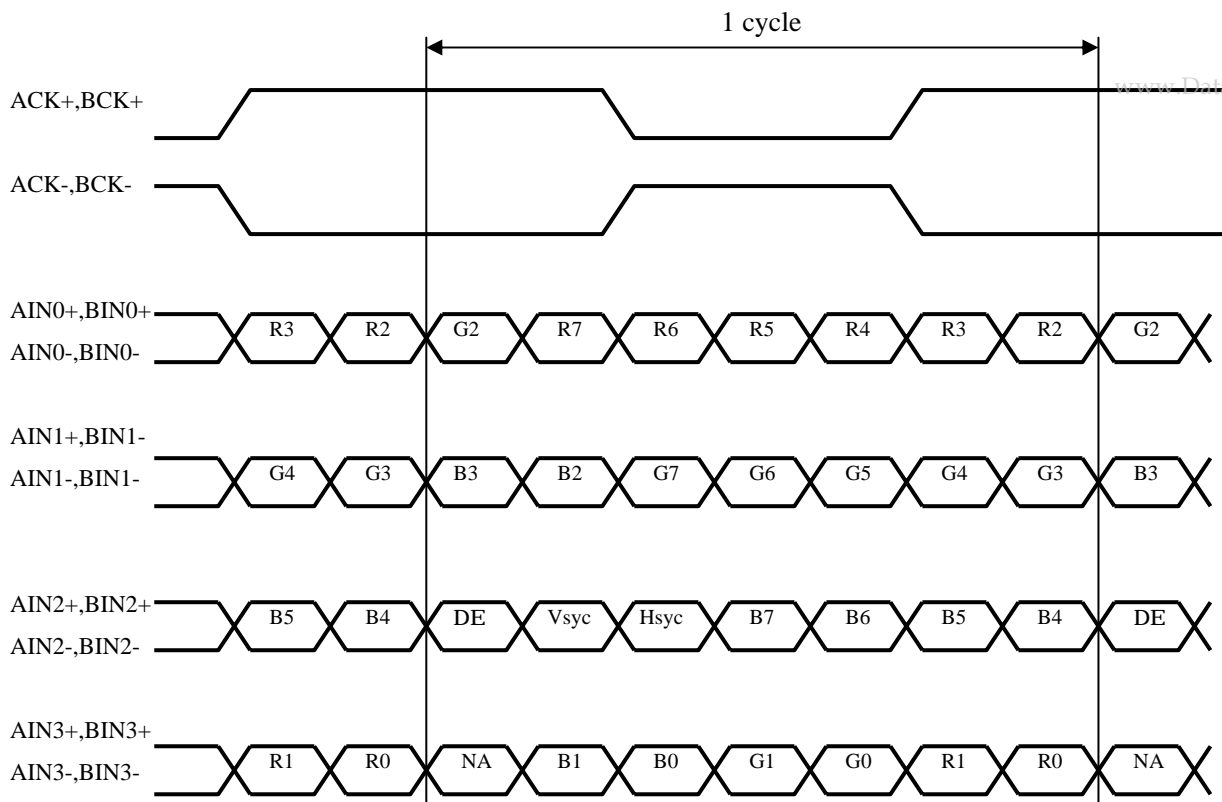 1 cycle
ACK+,BCK+
www.Dat
ACK-,BCK-
AIN0+,BIN0+
R3 R2 G2 R7 R6 R5 R4 R3 R2 G2
AIN0-,BIN0-
AIN1+,BIN1-
AIN1-,BIN1-
G4 G3 B3 B2 G7 G6 G5 G4 G3 B3
AIN2+,BIN2+
B5 B4 DE Vsyc Hsyc B7 B6 B5 B4 DE
AIN2-,BIN2-
AIN3+,BIN3+
R1 R0 NA B1 B0 G1 G0 R1 R0 NA
AIN3-,BIN3-